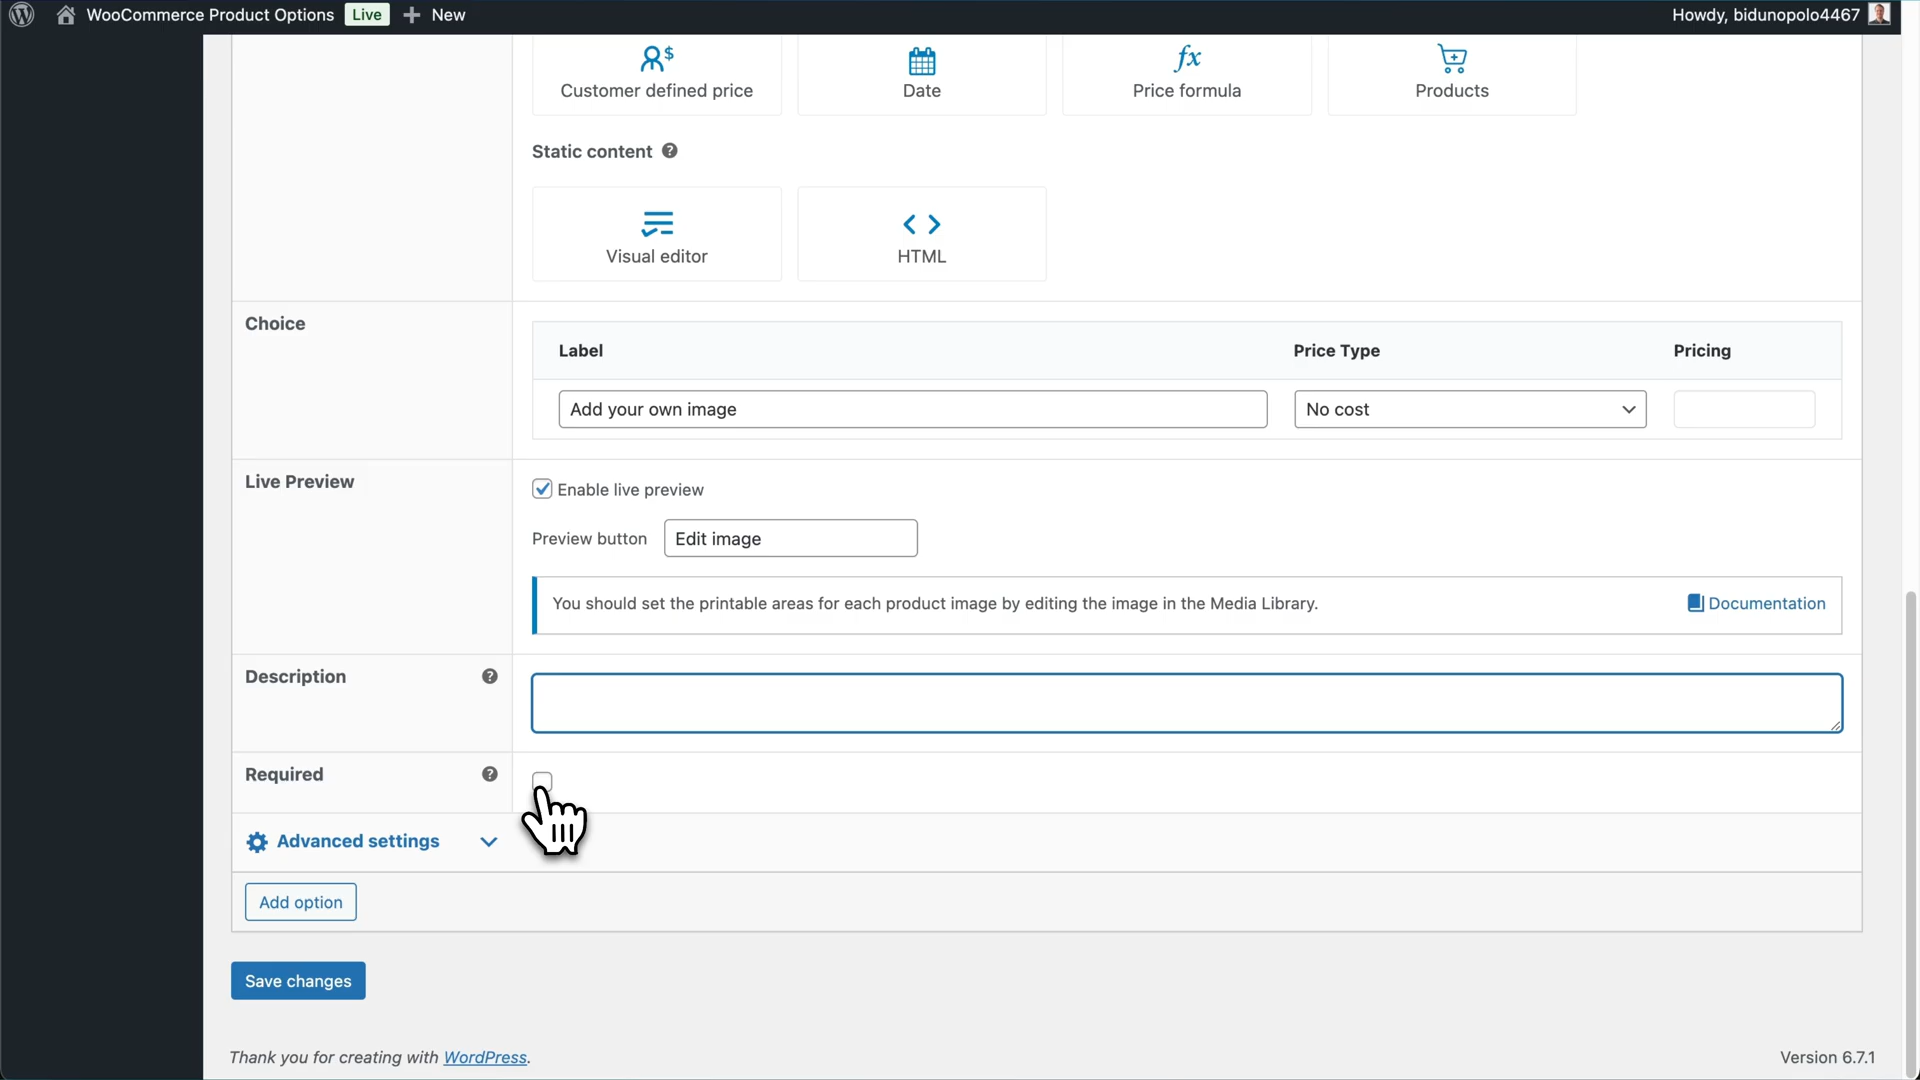 WooCommerce Product Options Live New Howdy, bidunopolo4467
Customer defined price Date Price formula Products
Static content
Visual editor HTML
Choice
Label Price Type Pricing
Add your own image No cost
Live Preview
Enable live preview
Preview button Edit image
You should set the printable areas for each product image by editing the image in the Media Library. Documentation
Description
Required
Advanced settings
Add option
Save changes
Thank you for creating with WordPress. Version 6.7.1